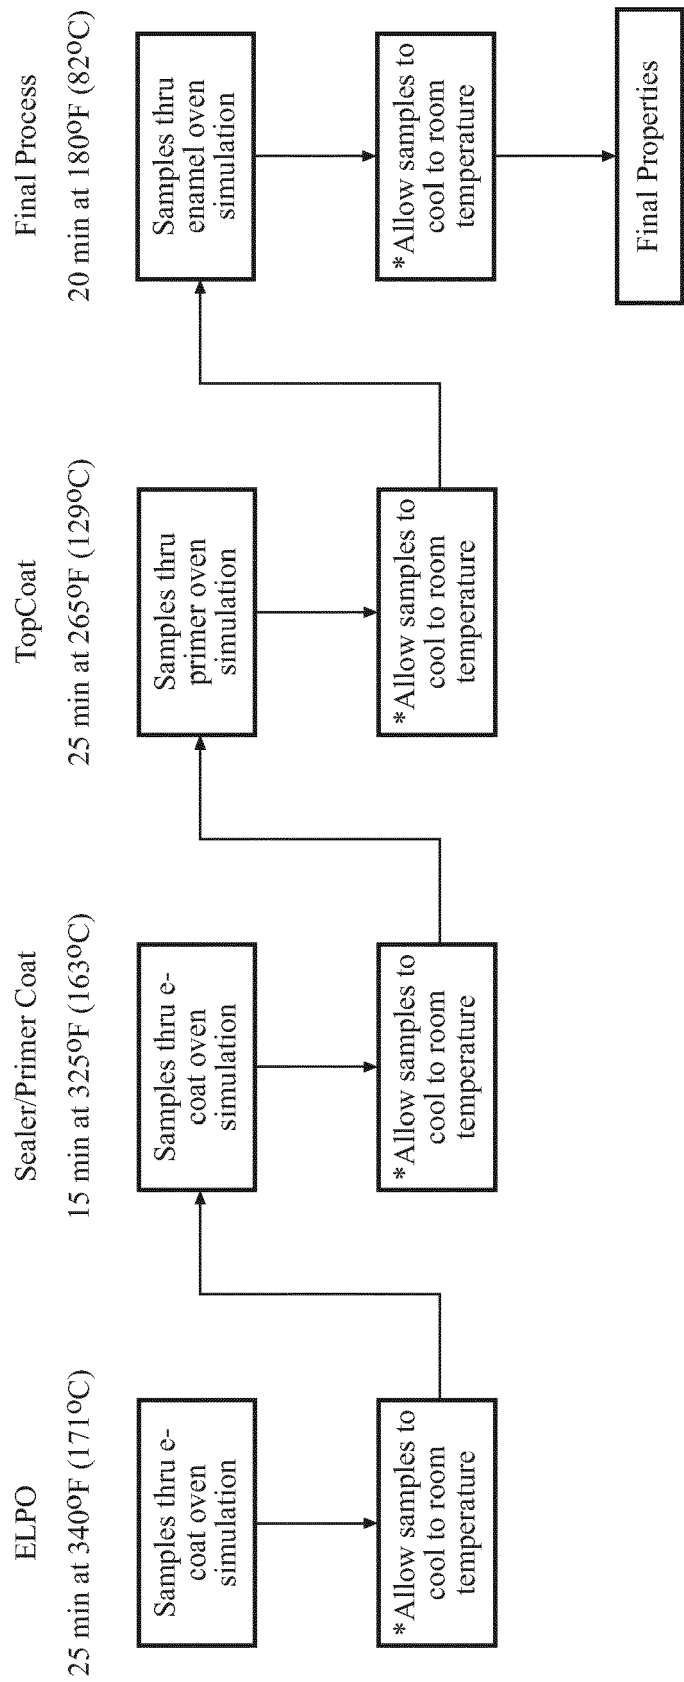 ELPO
25 min at 340ºF (171ºC)
Samples thru e-
coat oven
simulation
*Allow samples to
cool to room
temperature
Sealer/Primer Coat
15 min at 325ºF (163ºC)
Samples thru e-
coat oven
simulation
*Allow samples to
cool to room
temperature
TopCoat
25 min at 265ºF (129ºC)
Samples thru
primer oven
simulation
*Allow samples to
cool to room
temperature
Final Process
20 min at 180ºF (82ºC)
Samples thru
enamel oven
simulation
*Allow samples to
cool to room
temperature
Final Properties